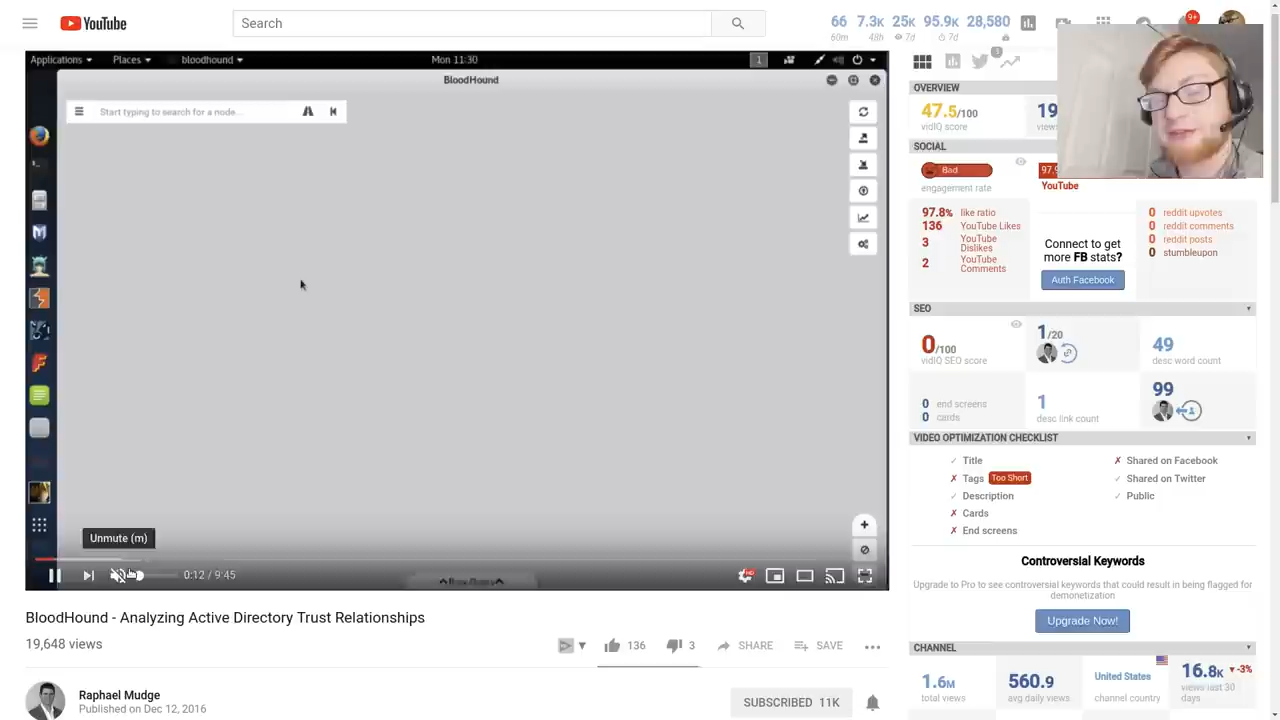 YouTube
Search
66 7.3K 25K 95.9K 28,580
60m 48h 7d 7d
9+
Applications Places bloodhound Mon 11:30 1
BloodHound
Start typing to search for a node...
Unmute (m)
0:12 / 9:45
HD
BloodHound - Analyzing Active Directory Trust Relationships
19,648 views
136 3 SHARE SAVE
Raphael Mudge
Published on Dec 12, 2016
SUBSCRIBED 11K
3
OVERVIEW
47.5/100 19
vidIQ score views
SOCIAL
Bad 97.9
engagement rate YouTube
97.8% like ratio
136 YouTube Likes
3 YouTube Dislikes
2 YouTube Comments
Connect to get
more FB stats?
Auth Facebook
0 reddit upvotes
0 reddit comments
0 reddit posts
0 stumbleupon
SEO
0/100
vidIQ SEO score
1/20
49
desc word count
0 end screens
0 cards
1
desc link count
99
VIDEO OPTIMIZATION CHECKLIST
✓ Title
✗ Tags Too Short
✓ Description
✗ Cards
✗ End screens
✗ Shared on Facebook
✓ Shared on Twitter
✓ Public
Controversial Keywords
Upgrade to Pro to see controversial keywords that could result in being flagged for
demonetization
Upgrade Now!
CHANNEL
1.6M
total views
560.9
avg daily views
United States
channel country
16.8K ▼-3%
views last 30
days